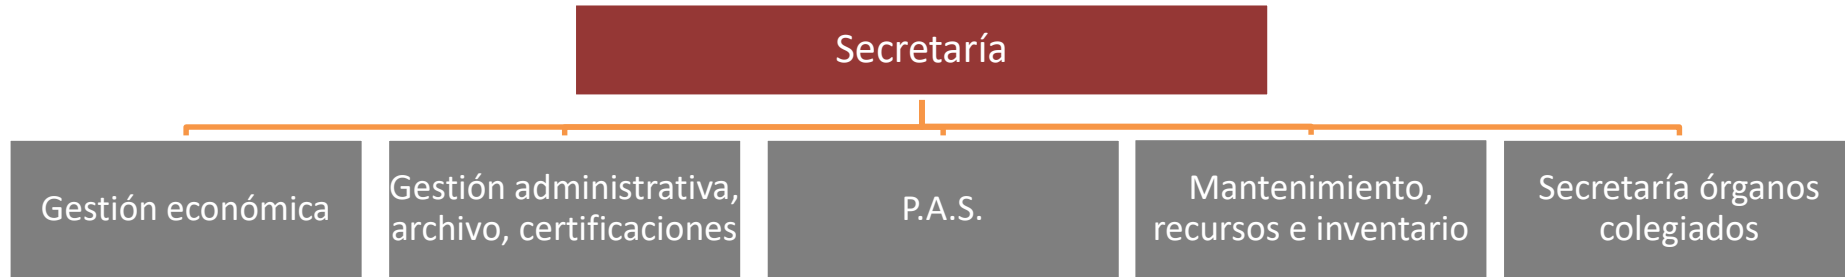 Secretaría
Gestión económica
Gestión administrativa,
archivo, certificaciones
P.A.S.
Mantenimiento,
recursos e inventario
Secretaría órganos
colegiados